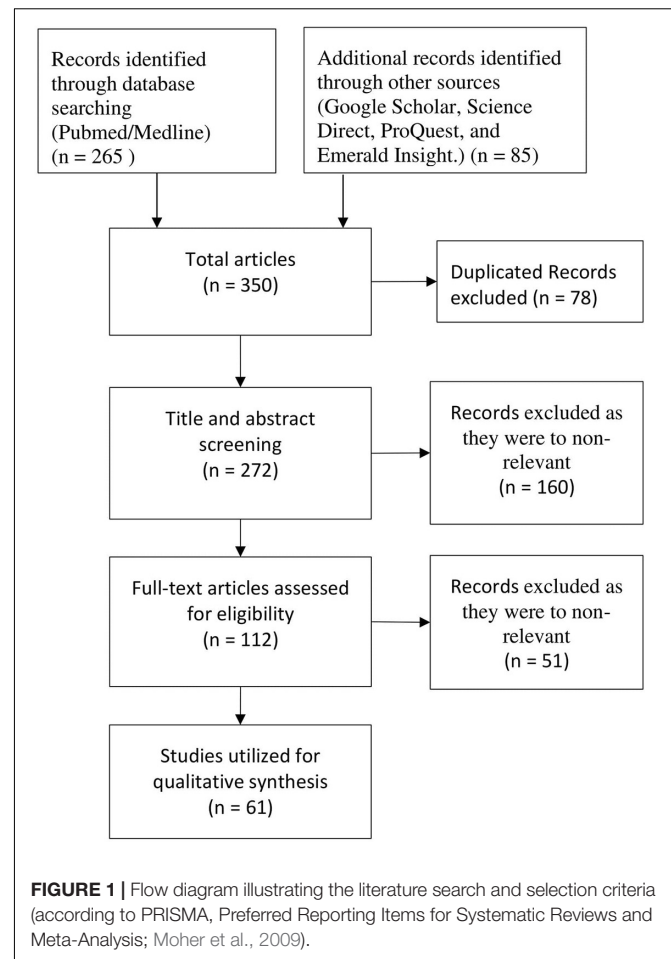 Records identified
through database
searching
(Pubmed/Medline)
(n = 265 )
Additional records identified
through other sources
(Google Scholar, Science
Direct, ProQuest, and
Emerald Insight.) (n = 85)
Total articles
(n = 350)
Duplicated Records
excluded (n = 78)
Title and abstract
screening
(n = 272)
Records excluded as
they were to non-
relevant
(n = 160)
Full-text articles assessed
for eligibility
(n = 112)
Records excluded as
they were to non-
relevant
(n = 51)
Studies utilized for
qualitative synthesis
(n = 61)
FIGURE 1 | Flow diagram illustrating the literature search and selection criteria
(according to PRISMA, Preferred Reporting Items for Systematic Reviews and
Meta-Analysis; Moher et al., 2009).